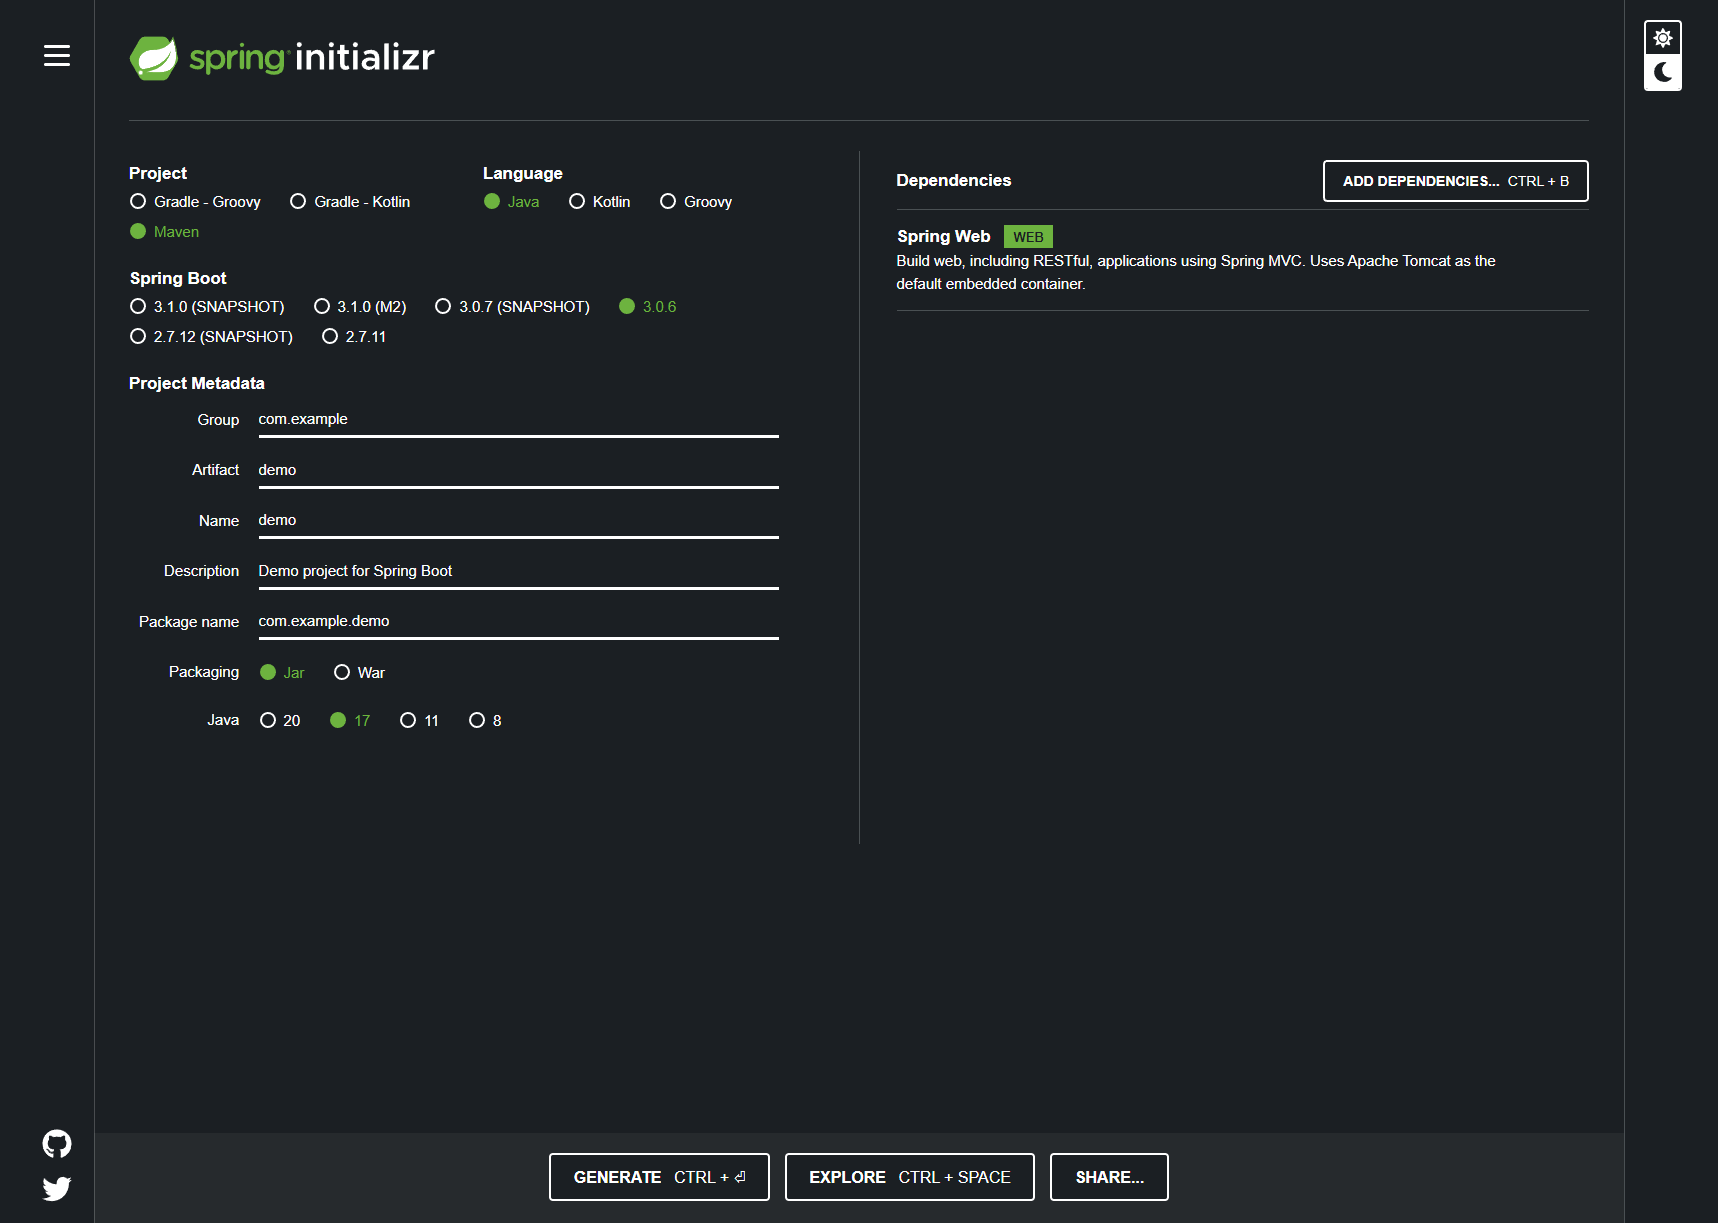 spring initializr
Project
Gradle - Groovy Gradle - Kotlin
Maven
Language
Java Kotlin Groovy
Spring Boot
3.1.0 (SNAPSHOT) 3.1.0 (M2) 3.0.7 (SNAPSHOT) 3.0.6
2.7.12 (SNAPSHOT) 2.7.11
Project Metadata
Group com.example
Artifact demo
Name demo
Description Demo project for Spring Boot
Package name com.example.demo
Packaging Jar War
Java 20 17 11 8
Dependencies
ADD DEPENDENCIES... CTRL + B
Spring Web WEB
Build web, including RESTful, applications using Spring MVC. Uses Apache Tomcat as the
default embedded container.
GENERATE CTRL + ⏎
EXPLORE CTRL + SPACE
SHARE...